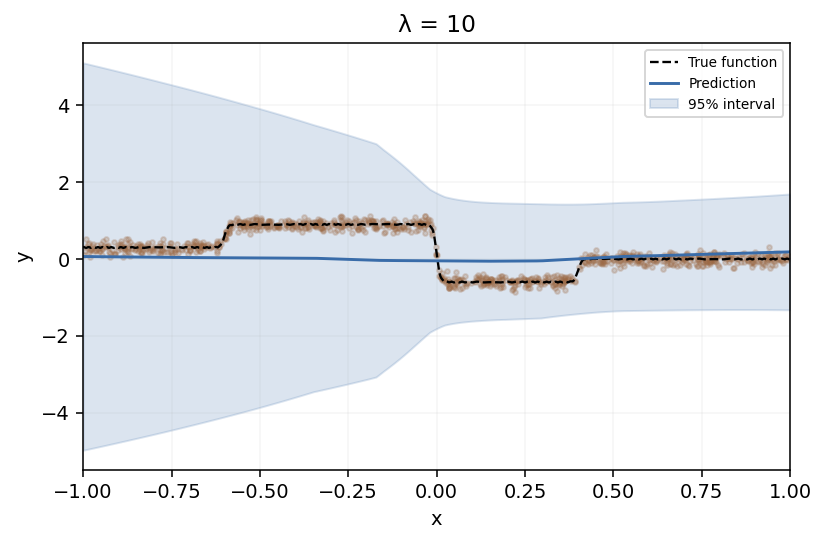 λ = 10
True function
Prediction
95% interval
y
4
2
0
−2
−4
−1.00 −0.75 −0.50 −0.25 0.00 0.25 0.50 0.75 1.00
x